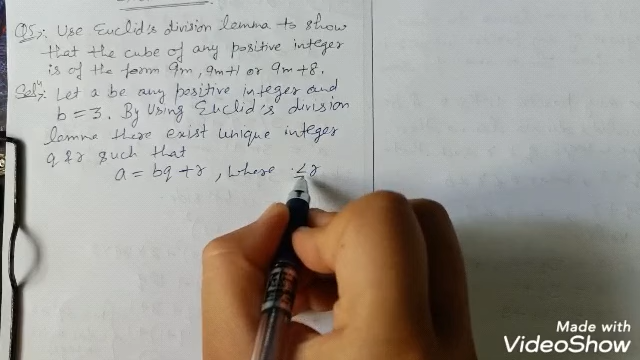 Q5:- Use Euclid's division lemma to show
that the cube of any positive integer
is of the form 9m, 9m+1 or 9m+8.
Solⁿ:- Let a be any positive integer and
b = 3. By Using Euclid's division
lemma there exist unique integer
q & r such that
a = bq + r, where ≤ r
Made with
VideoShow